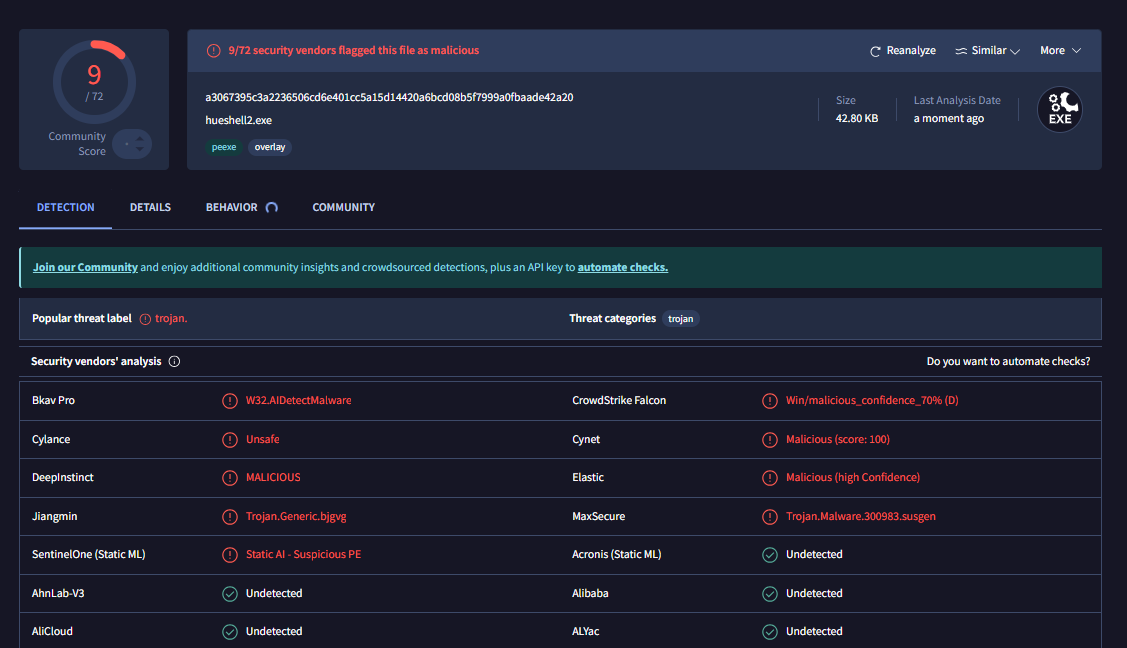 9
/ 72
Community
Score
9/72 security vendors flagged this file as malicious
Reanalyze
Similar
More
a3067395c3a2236506cd6e401cc5a15d14420a6bcd08b5f7999a0fbaade42a20
hueshell2.exe
peexe
overlay
Size
42.80 KB
Last Analysis Date
a moment ago
EXE
DETECTION
DETAILS
BEHAVIOR
COMMUNITY
Join our Community and enjoy additional community insights and crowdsourced detections, plus an API key to automate checks.
Popular threat label trojan.
Threat categories trojan
Security vendors' analysis
Do you want to automate checks?
Bkav Pro W32.AIDetectMalware CrowdStrike Falcon Win/malicious_confidence_70% (D)
Cylance Unsafe Cynet Malicious (score: 100)
DeepInstinct MALICIOUS Elastic Malicious (high Confidence)
Jiangmin Trojan.Generic.bjgvg MaxSecure Trojan.Malware.300983.susgen
SentinelOne (Static ML) Static AI - Suspicious PE Acronis (Static ML) Undetected
AhnLab-V3 Undetected Alibaba Undetected
AliCloud Undetected ALYac Undetected